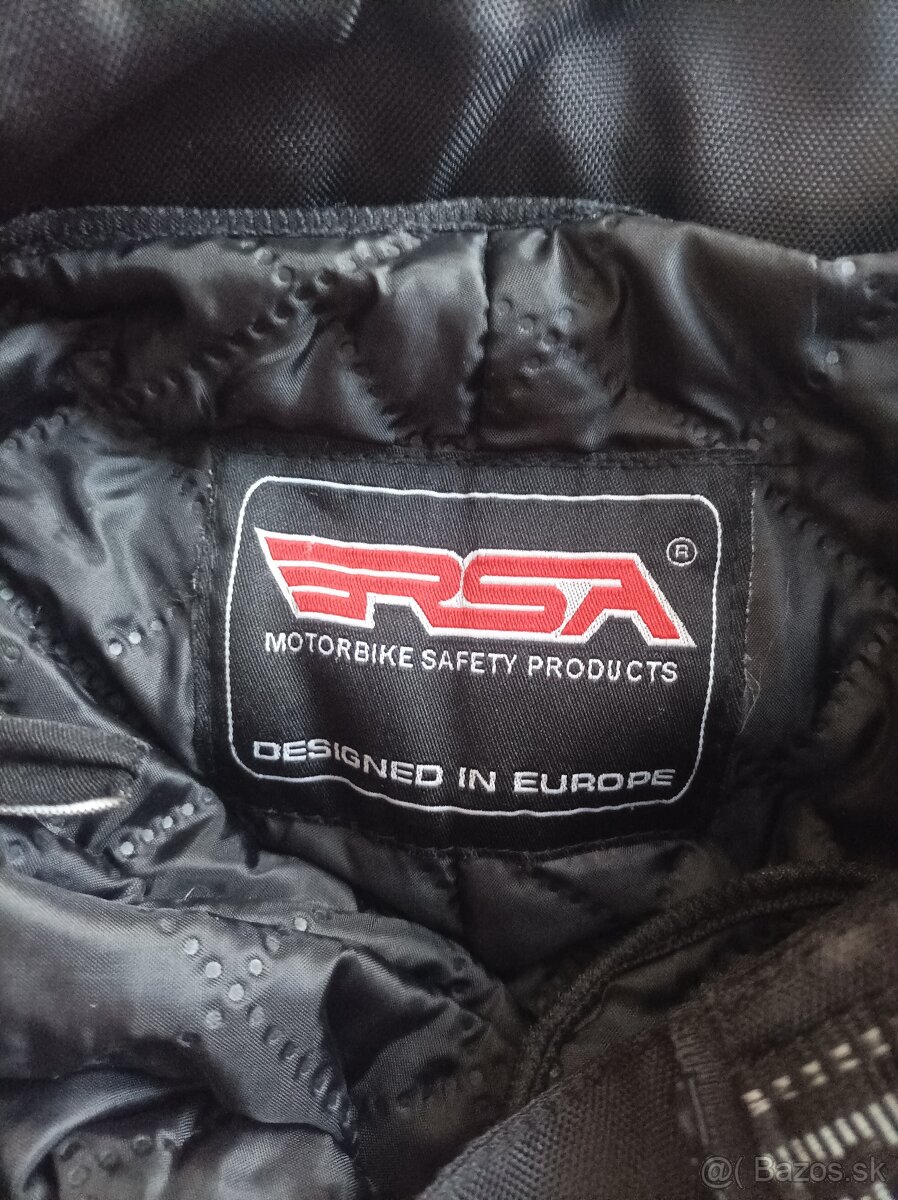 RSA ®
MOTORBIKE SAFETY PRODUCTS
DESIGNED IN EUROPE
@( Bazos.sk